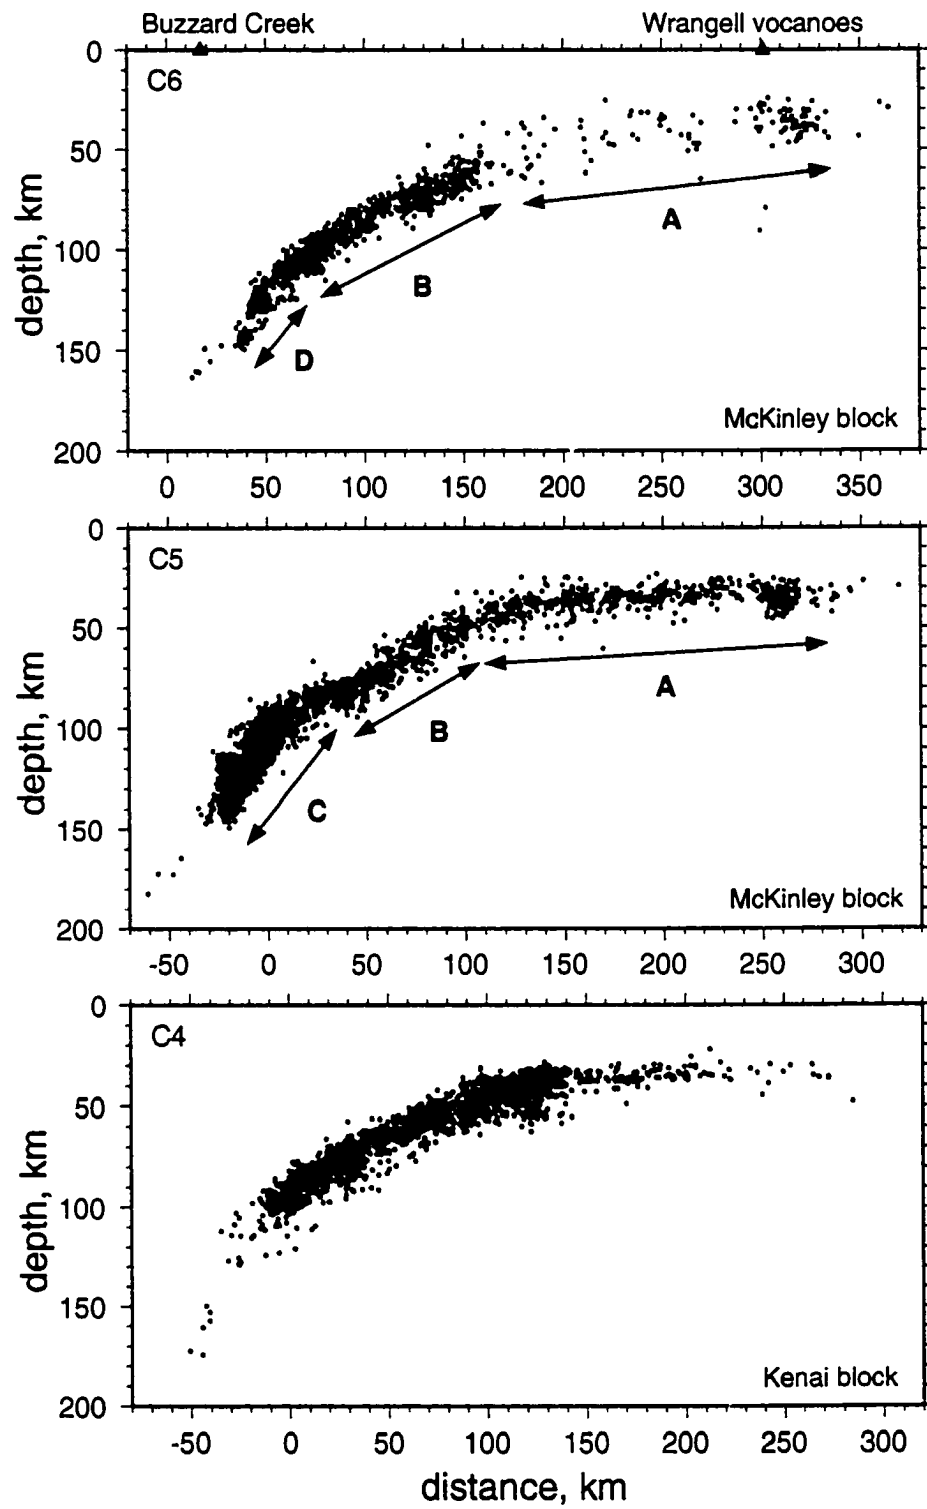 Buzzard Creek Wrangell vocanoes
C6
0
50
100
150
200
depth, km
A
B
D
McKinley block
0 50 100 150 200 250 300 350
C5
0
50
100
150
200
depth, km
A
B
C
McKinley block
-50 0 50 100 150 200 250 300
C4
0
50
100
150
200
depth, km
Kenai block
-50 0 50 100 150 200 250 300
distance, km